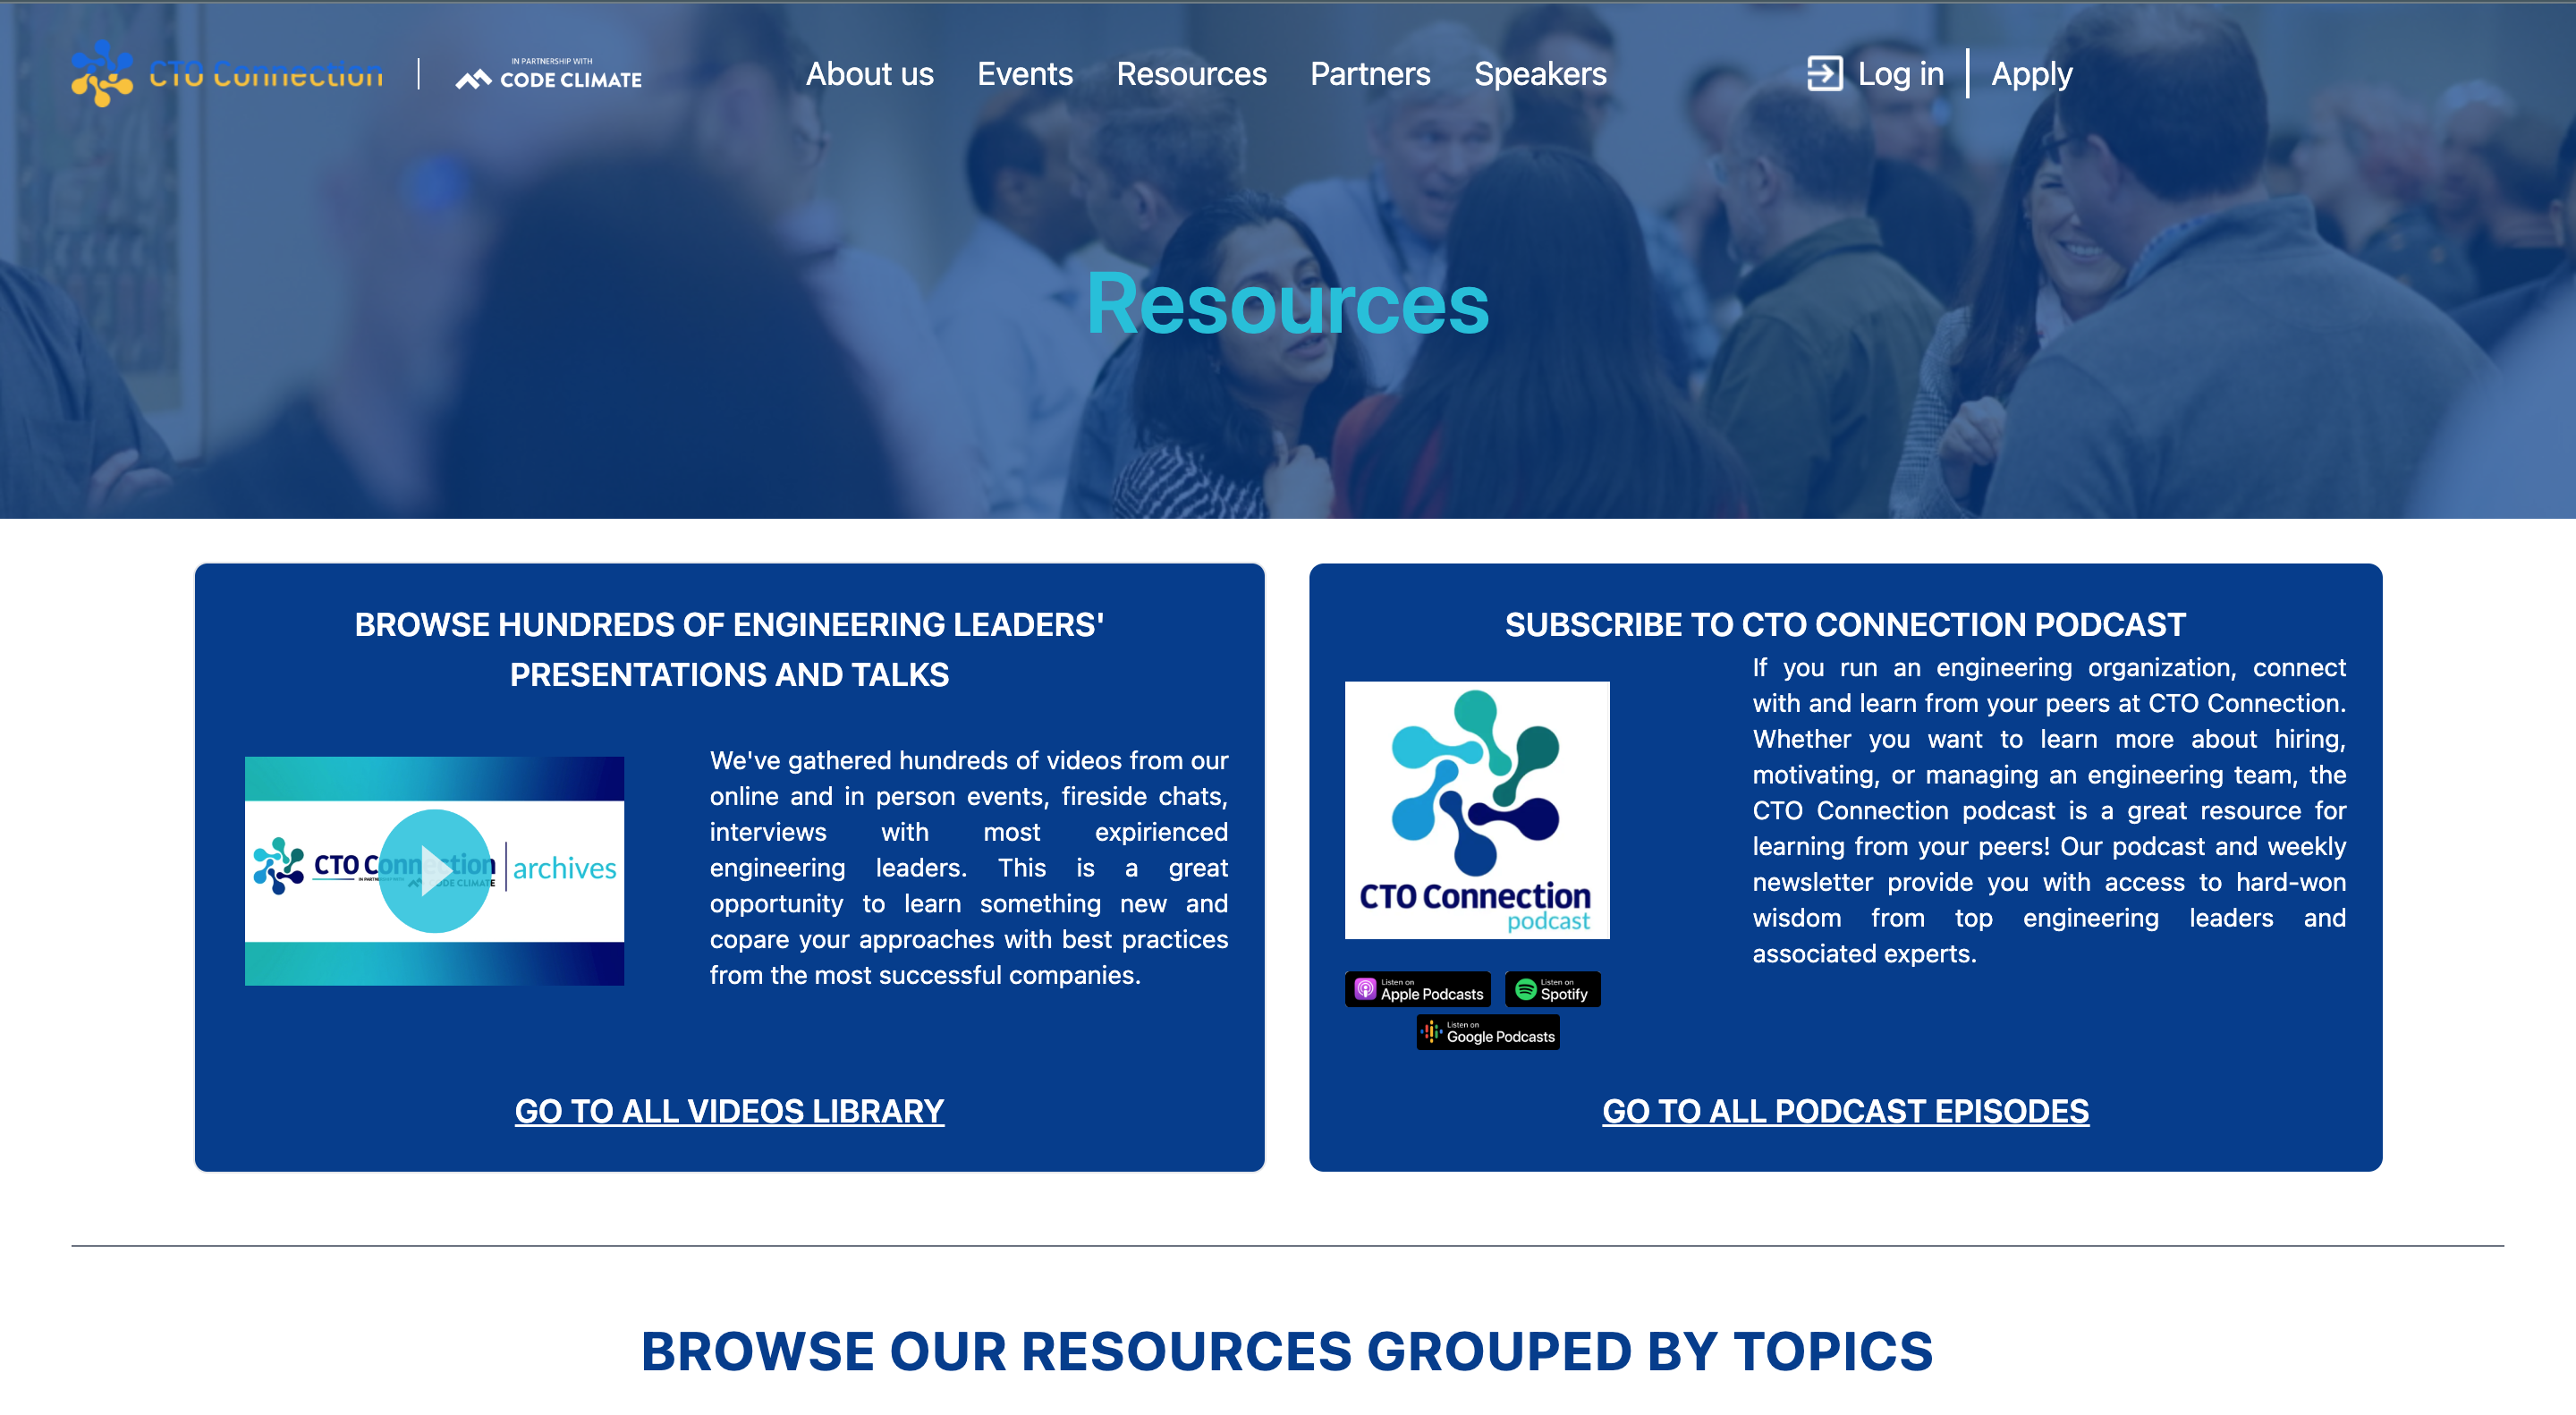 CTO Connection
IN PARTNERSHIP WITH
CODE CLIMATE
About us
Events
Resources
Partners
Speakers
Log in
Apply
Resources
BROWSE HUNDREDS OF ENGINEERING LEADERS'
PRESENTATIONS AND TALKS
CTO Connection
CODE CLIMATE
archives
We've gathered hundreds of videos from our
online and in person events, fireside chats,
interviews with most expirienced
engineering leaders. This is a great
opportunity to learn something new and
copare your approaches with best practices
from the most successful companies.
GO TO ALL VIDEOS LIBRARY
SUBSCRIBE TO CTO CONNECTION PODCAST
CTO Connection
podcast
Listen on
Apple Podcasts
Listen on
Spotify
Listen on
Google Podcasts
If you run an engineering organization, connect
with and learn from your peers at CTO Connection.
Whether you want to learn more about hiring,
motivating, or managing an engineering team, the
CTO Connection podcast is a great resource for
learning from your peers! Our podcast and weekly
newsletter provide you with access to hard-won
wisdom from top engineering leaders and
associated experts.
GO TO ALL PODCAST EPISODES
BROWSE OUR RESOURCES GROUPED BY TOPICS